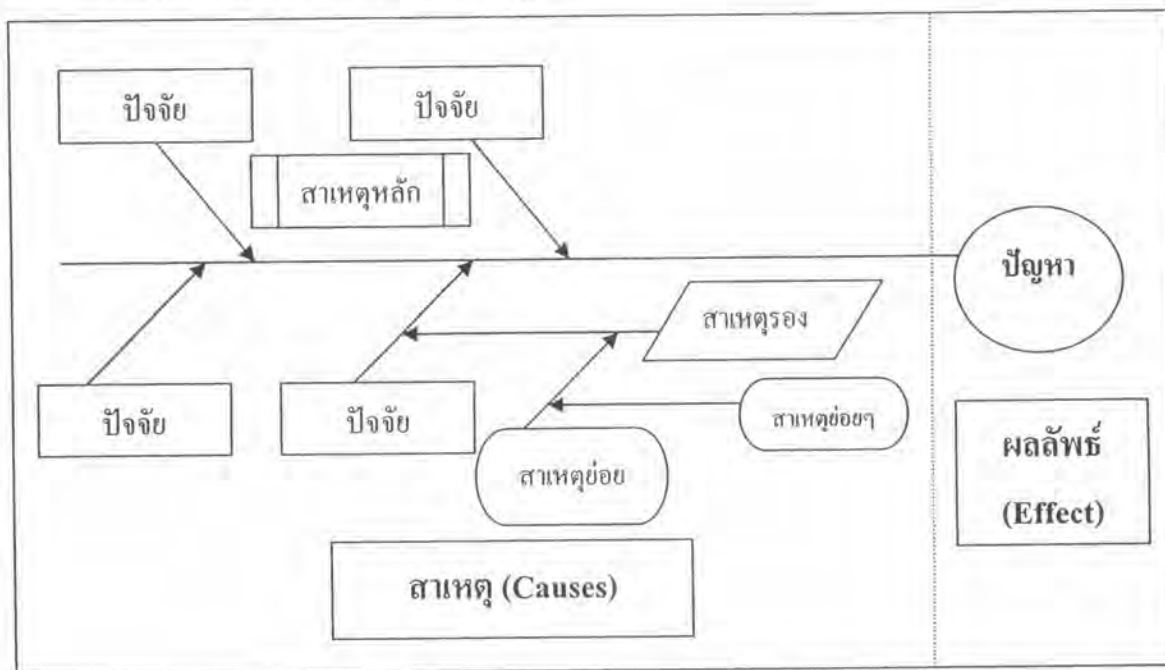 ปัจจัย
ปัจจัย
สาเหตุหลัก
ปัญหา
สาเหตุรอง
ปัจจัย
ปัจจัย
สาเหตุย่อยๆ
สาเหตุย่อย
ผลลัพธ์
(Effect)
สาเหตุ (Causes)